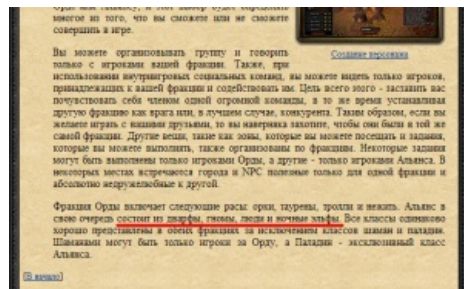 многое из того, что вы сможете или не сможете
совершить в игре.
Вы можете организовывать группу и говорить
только с игроками вашей фракции. Также, при
Создание персонажа
использовании внутриигровых социальных команд, вы можете видеть только игроков,
принадлежащих к вашей фракции и содействовать им. Цель всего этого - заставить вас
почувствовать себя членом одной огромной команды, в то же время устанавливая
другую фракцию как врага или, в лучшем случае, конкурента. Таким образом, если вы
желаете играть с вашими друзьями, то вы наверняка захотите, чтобы они были в той же
самой фракции. Другие вещи, такие как зоны, которые вы можете посещать и задания,
которые вы можете выполнять, также организованы по фракциям. Некоторые задания
могут быть выполнены только игроками Орды, а другие - только игроками Альянса. В
некоторых местах встречаются города и NPC полезные только для одной фракции и
абсолютно недружелюбные к другой.
Фракция Орды включает следующие расы: орки, таурены, тролли и нежить. Альянс в
свою очередь состоит из дварфы, гномы, люди и ночные эльфы. Все классы одинаково
хорошо представлены в обеих фракциях за исключением классов шаман и паладин.
Шаманами могут быть только игроки за Орду, а Паладин - эксклюзивный класс
Альянса.
[В начало]